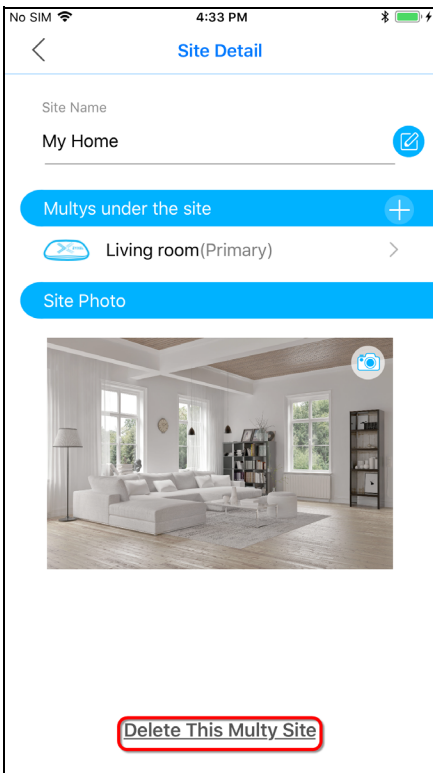 No SIM 4:33 PM
Site Detail
Site Name
My Home
Multys under the site
Living room(Primary)
Site Photo
Delete This Multy Site